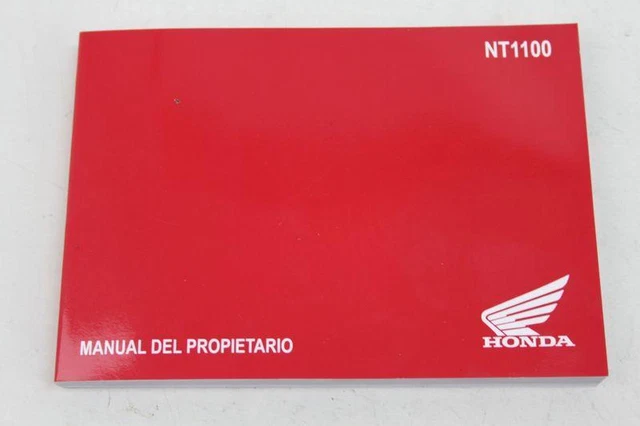 NT1100
HONDA
MANUAL DEL PROPIETARIO